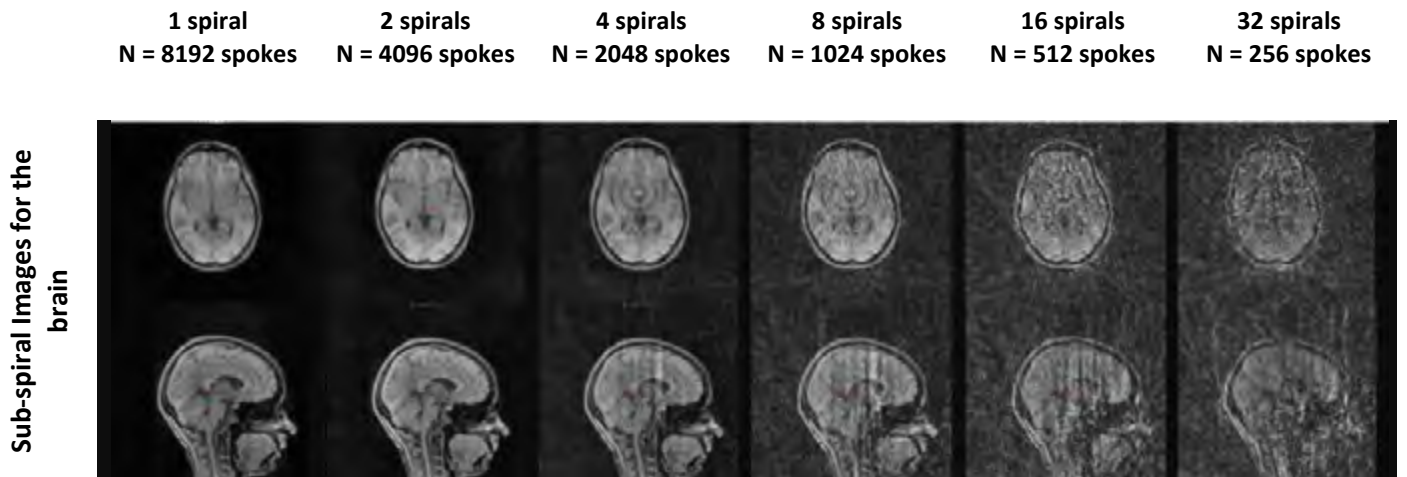 1 spiral
N = 8192 spokes
2 spirals
N = 4096 spokes
4 spirals
N = 2048 spokes
8 spirals
N = 1024 spokes
16 spirals
N = 512 spokes
32 spirals
N = 256 spokes
Sub-spiral Images for the
brain